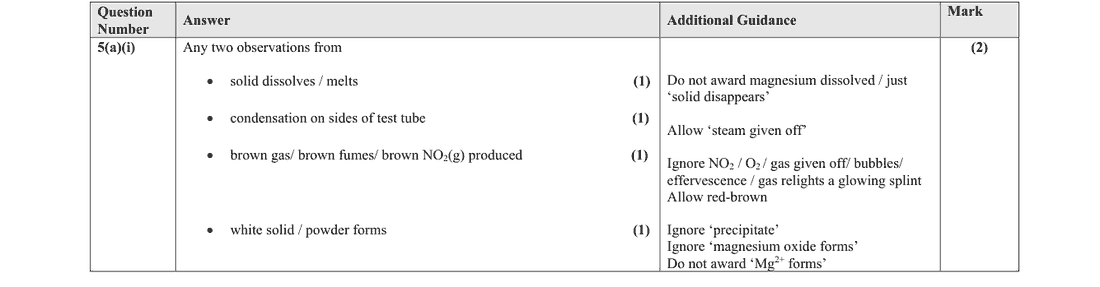 Question Number Answer Additional Guidance Mark
5(a)(i) Any two observations from (2)
• solid dissolves / melts (1) Do not award magnesium dissolved / just
‘solid disappears’
• condensation on sides of test tube (1)
Allow ‘steam given off’
• brown gas/ brown fumes/ brown NO₂(g) produced (1)
Ignore NO₂ / O₂ / gas given off/ bubbles/
effervescence / gas relights a glowing splint
Allow red-brown
• white solid / powder forms (1) Ignore ‘precipitate’
Ignore ‘magnesium oxide forms’
Do not award ‘Mg²⁺ forms’